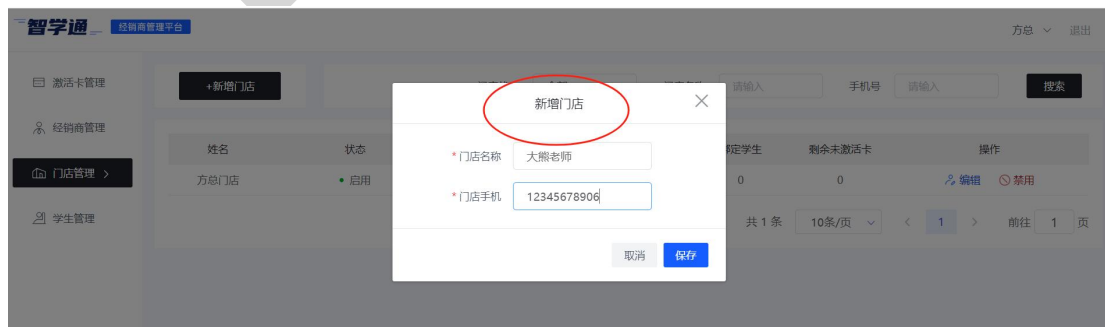 智学通 经销商管理平台 方总 退出
激活卡管理 +新增门店 请输入 手机号 请输入 搜索
新增门店
经销商管理
姓名 状态 绑定学生 剩余未激活卡 操作
* 门店名称 大熊老师
门店管理 方总门店 启用 0 0 编辑 禁用
* 门店手机 12345678906
学生管理 共 1 条 10条/页 < 1 > 前往 1 页
取消 保存